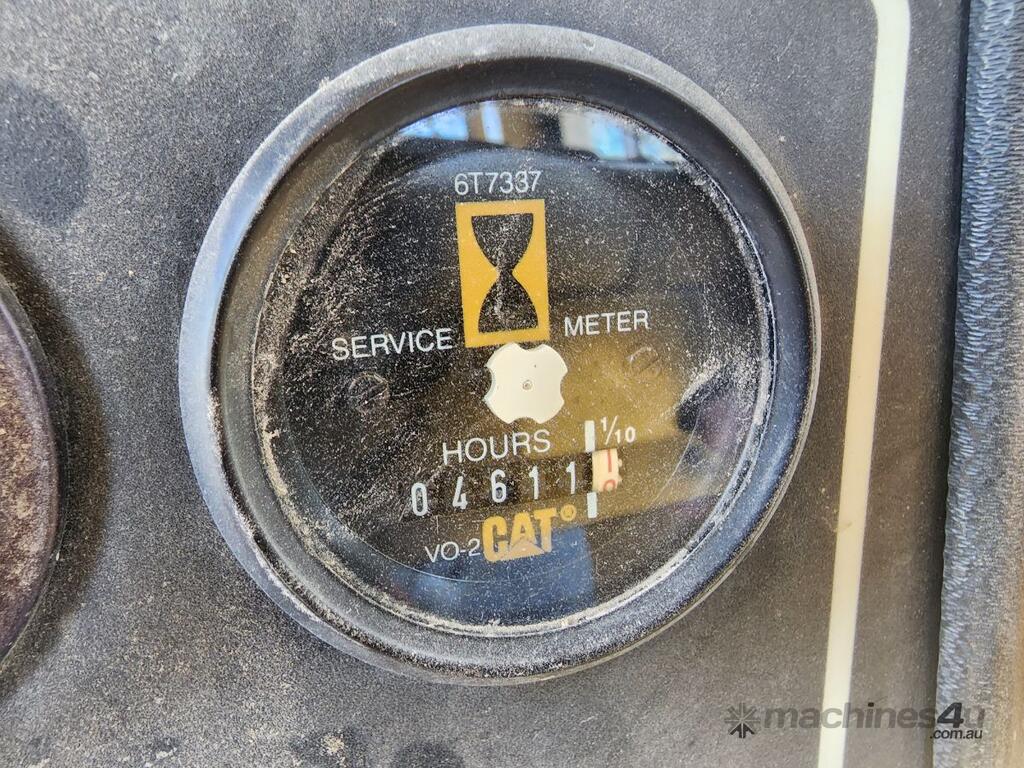 6T7337
SERVICE METER
HOURS 1/10
04611
VO-2 CAT®
machines4u
.com.au